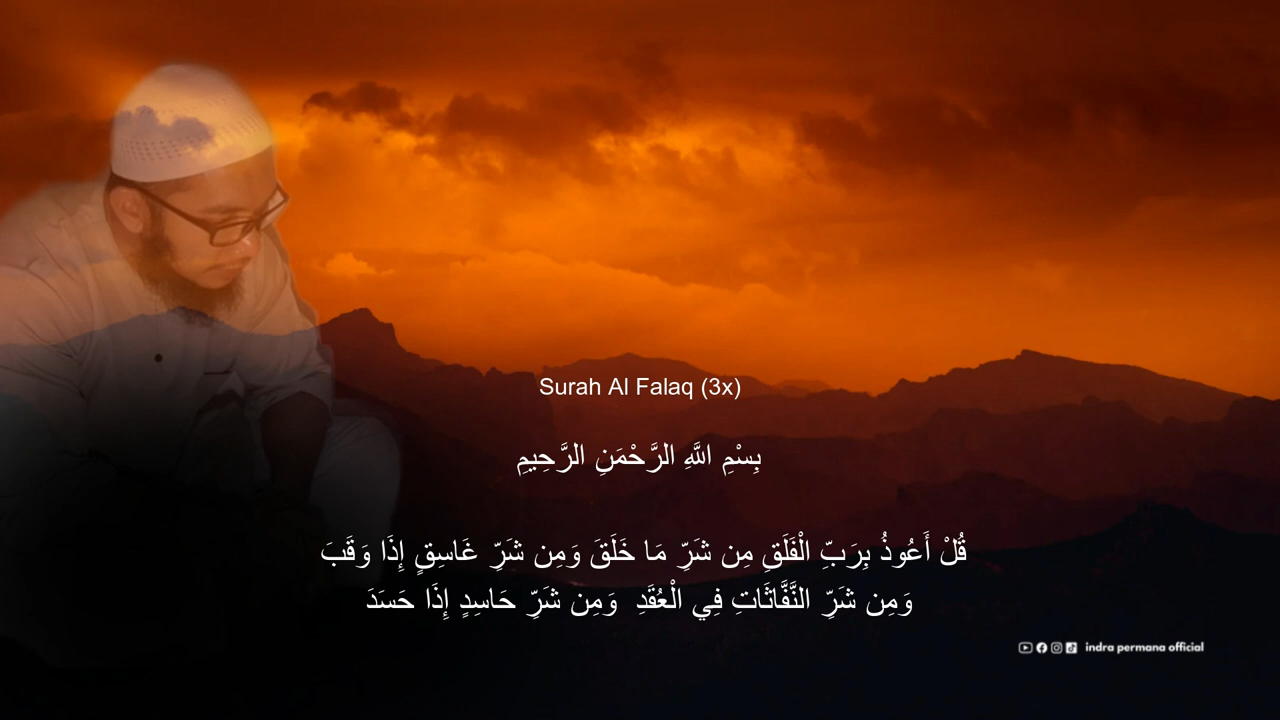 Surah Al Falaq (3x)
بِسْمِ اللَّهِ الرَّحْمَنِ الرَّحِيمِ
قُلْ أَعُوذُ بِرَبِّ الْفَلَقِ مِن شَرِّ مَا خَلَقَ وَمِن شَرِّ غَاسِقٍ إِذَا وَقَبَ
وَمِن شَرِّ النَّفَّاثَاتِ فِي الْعُقَدِ وَمِن شَرِّ حَاسِدٍ إِذَا حَسَدَ
indra permana official